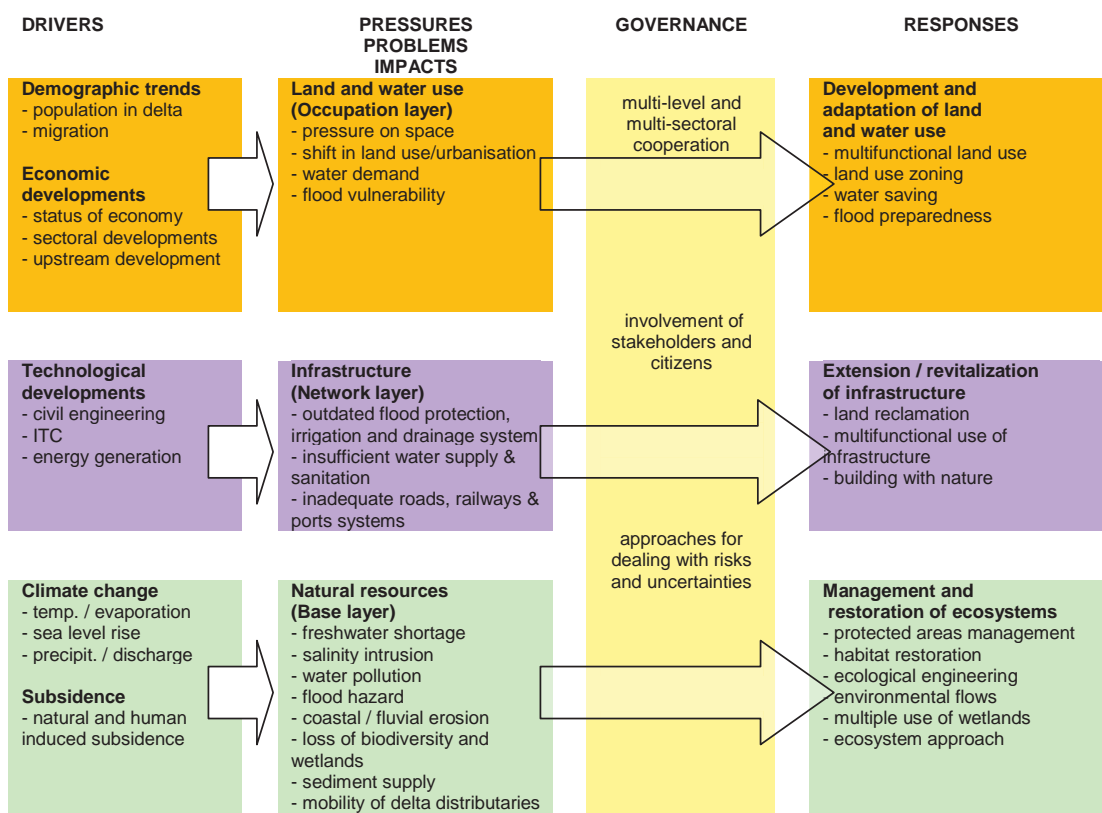 DRIVERS
PRESSURES
PROBLEMS
IMPACTS
GOVERNANCE
RESPONSES
Demographic trends
- population in delta
- migration
Economic
developments
- status of economy
- sectoral developments
- upstream development
Land and water use
(Occupation layer)
- pressure on space
- shift in land use/urbanisation
- water demand
- flood vulnerability
multi-level and
multi-sectoral
cooperation
Development and
adaptation of land
and water use
- multifunctional land use
- land use zoning
- water saving
- flood preparedness
involvement of
stakeholders and
citizens
Technological
developments
- civil engineering
- ITC
- energy generation
Infrastructure
(Network layer)
- outdated flood protection,
irrigation and drainage system
- insufficient water supply &
sanitation
- inadequate roads, railways &
ports systems
Extension / revitalization
of infrastructure
- land reclamation
- multifunctional use of
infrastructure
- building with nature
approaches for
dealing with risks
and uncertainties
Climate change
- temp. / evaporation
- sea level rise
- precipit. / discharge
Subsidence
- natural and human
induced subsidence
Natural resources
(Base layer)
- freshwater shortage
- salinity intrusion
- water pollution
- flood hazard
- coastal / fluvial erosion
- loss of biodiversity and
wetlands
- sediment supply
- mobility of delta distributaries
Management and
restoration of ecosystems
- protected areas management
- habitat restoration
- ecological engineering
environmental flows
- multiple use of wetlands
- ecosystem approach